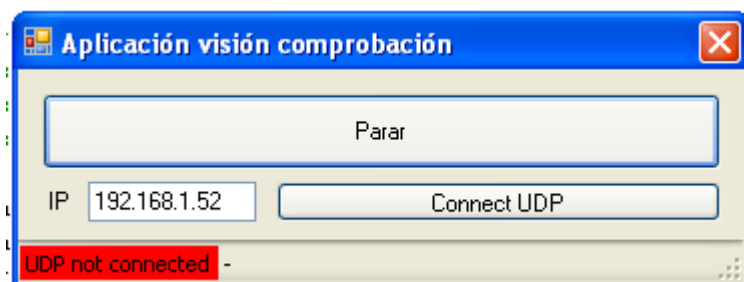 Aplicación visión comprobación
Parar
IP 192.168.1.52 Connect UDP
UDP not connected -